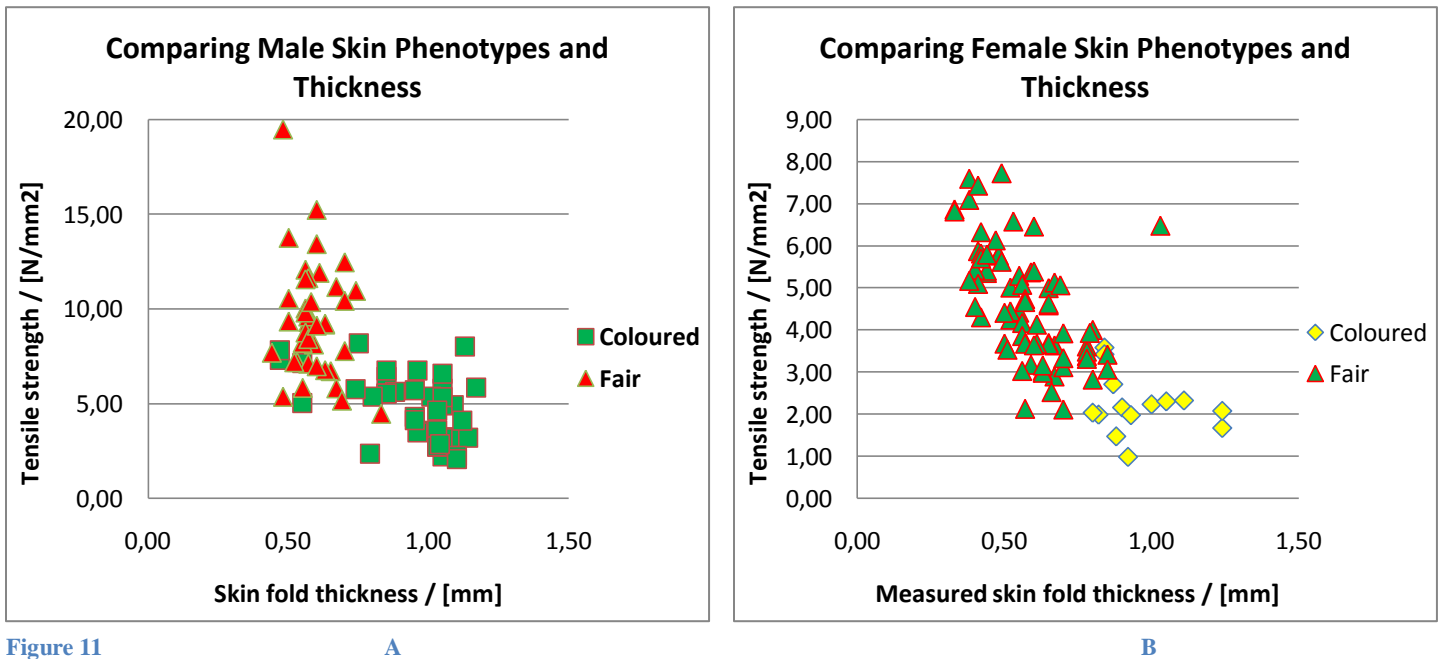 Comparing Male Skin Phenotypes and
Thickness
Tensile strength / [N/mm2]
20,00
15,00
10,00
5,00
0,00
0,00 0,50 1,00 1,50
Skin fold thickness / [mm]
Coloured
Fair
Comparing Female Skin Phenotypes and
Thickness
Tensile strength / [N/mm2]
9,00
8,00
7,00
6,00
5,00
4,00
3,00
2,00
1,00
0,00
0,00 0,50 1,00 1,50
Measured skin fold thickness / [mm]
Coloured
Fair
Figure 11 A B